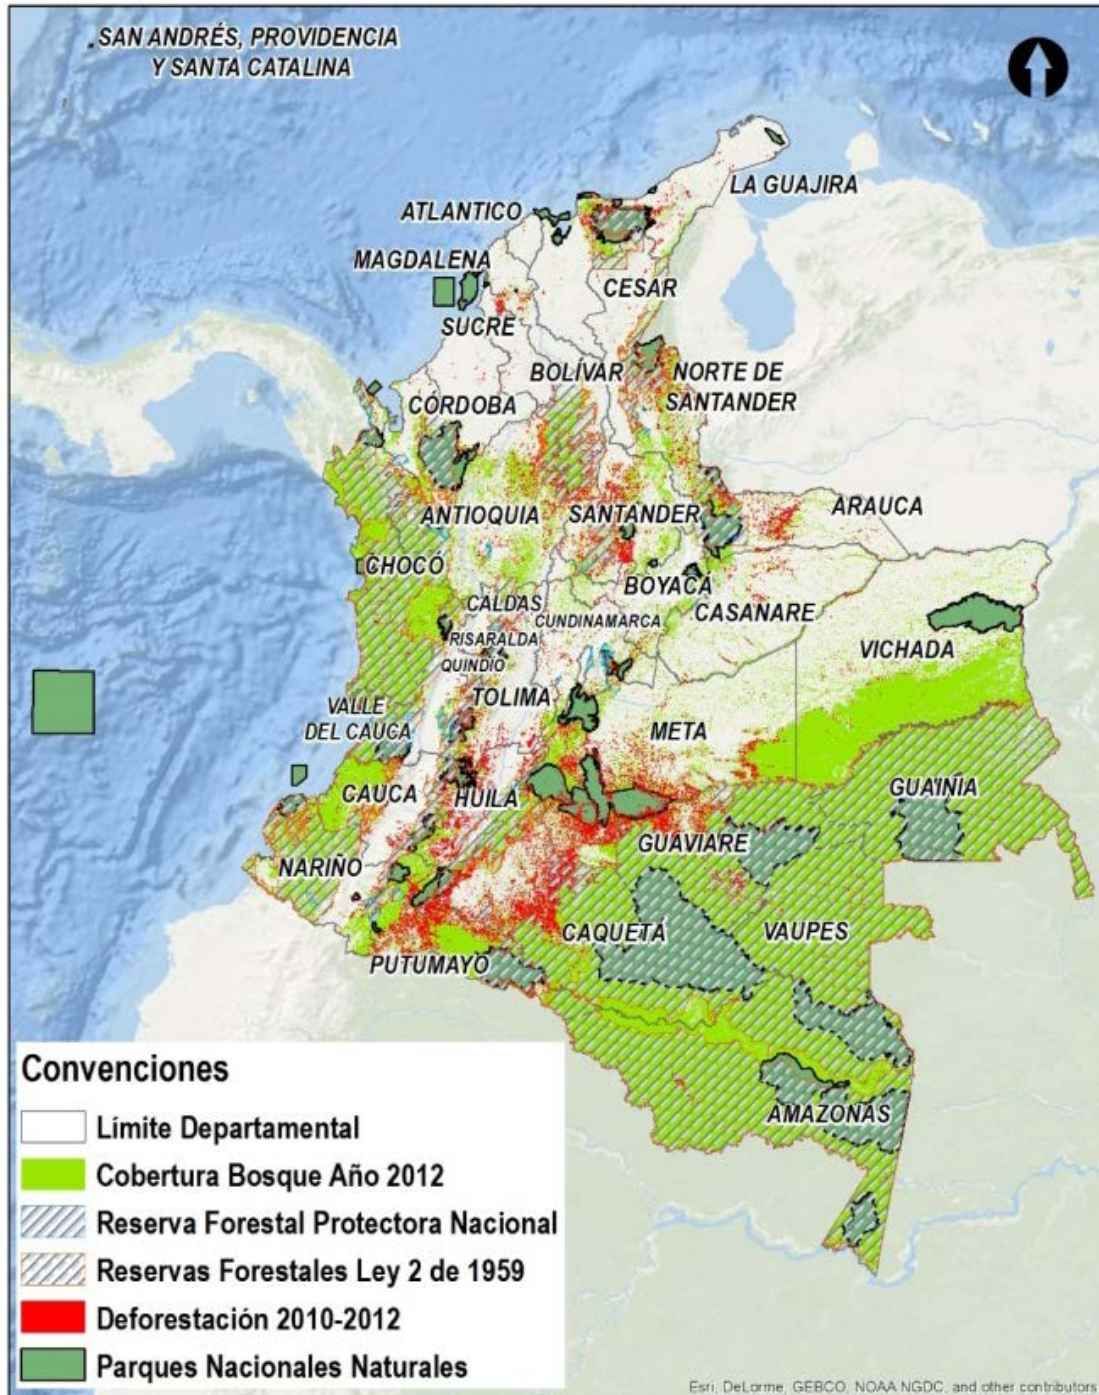 SAN ANDRÉS, PROVIDENCIA
Y SANTA CATALINA
LA GUAJIRA
ATLANTICO
MAGDALENA
CESAR
SUCRE
BOLÍVAR
NORTE DE
SANTANDER
CÓRDOBA
ARAUCA
ANTIOQUIA
SANTANDER
CHOCÓ
BOYACÁ
CALDAS
CASANARE
CUNDINAMARCA
RISARALDA
VICHADA
QUINDIO
TOLIMA
VALLE
DEL CAUCA
META
GUAINÍA
CAUCA
HUILA
GUAVIARE
NARIÑO
CAQUETÁ
VAUPES
PUTUMAYO
AMAZONAS
Convenciones
Límite Departamental
Cobertura Bosque Año 2012
Reserva Forestal Protectora Nacional
Reservas Forestales Ley 2 de 1959
Deforestación 2010-2012
Parques Nacionales Naturales
Esri, DeLorme, GEBCO, NOAA NGDC, and other contributors